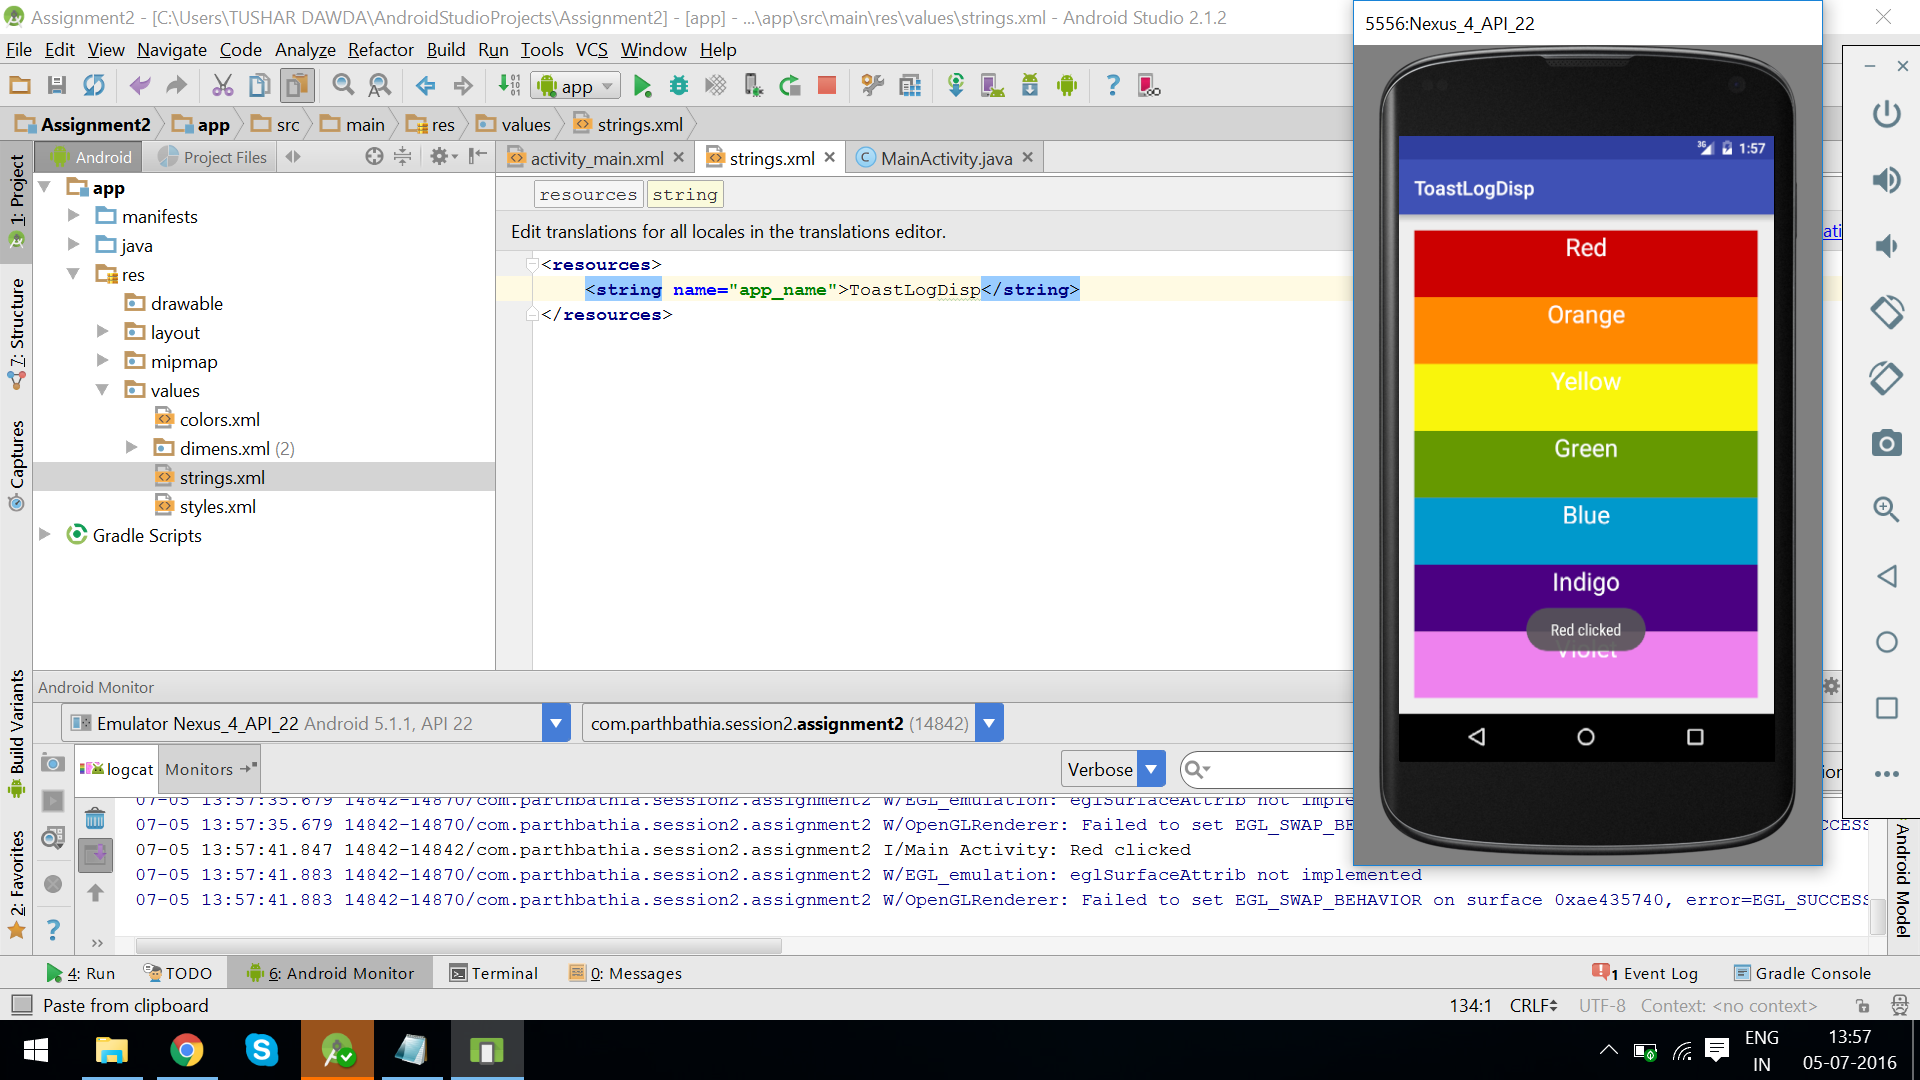 Assignment2 - [C:\Users\TUSHAR DAWDA\AndroidStudioProjects\Assignment2] - [app] - ...\app\src\main\res\values\strings.xml - Android Studio 2.1.2
File Edit View Navigate Code Analyze Refactor Build Run Tools VCS Window Help
app
Assignment2 app src main res values strings.xml
Android Project Files
activity_main.xml strings.xml MainActivity.java
1: Project
7: Structure
Captures
Build Variants
2: Favorites
app
manifests
java
res
drawable
layout
mipmap
values
colors.xml
dimens.xml (2)
strings.xml
styles.xml
Gradle Scripts
resources string
Edit translations for all locales in the translations editor.
<resources>
<string name="app_name">ToastLogDisp</string>
</resources>
5556:Nexus_4_API_22
3G 1:57
ToastLogDisp
Red
Orange
Yellow
Green
Blue
Indigo
Red clicked
Violet
Android Monitor
Emulator Nexus_4_API_22 Android 5.1.1, API 22
com.parthbathia.session2.assignment2 (14842)
logcat Monitors
Verbose
07-05 13:57:35.679 14842-14870/com.parthbathia.session2.assignment2 W/EGL_emulation: eglSurfaceAttrib not
07-05 13:57:35.679 14842-14870/com.parthbathia.session2.assignment2 W/OpenGLRenderer: Failed to set
07-05 13:57:41.847 14842-14842/com.parthbathia.session2.assignment2 I/Main Activity: Red clicked
07-05 13:57:41.883 14842-14870/com.parthbathia.session2.assignment2 W/EGL_emulation: eglSurfaceAttrib not implemented
07-05 13:57:41.883 14842-14870/com.parthbathia.session2.assignment2 W/OpenGLRenderer: Failed to set EGL_SWAP_BEHAVIOR on surface 0xae435740, error=EGL_SUCCESS
Android Model
4: Run TODO 6: Android Monitor Terminal 0: Messages
1 Event Log Gradle Console
Paste from clipboard
134:1 CRLF UTF-8 Context: <no context>
ENG
IN
13:57
05-07-2016